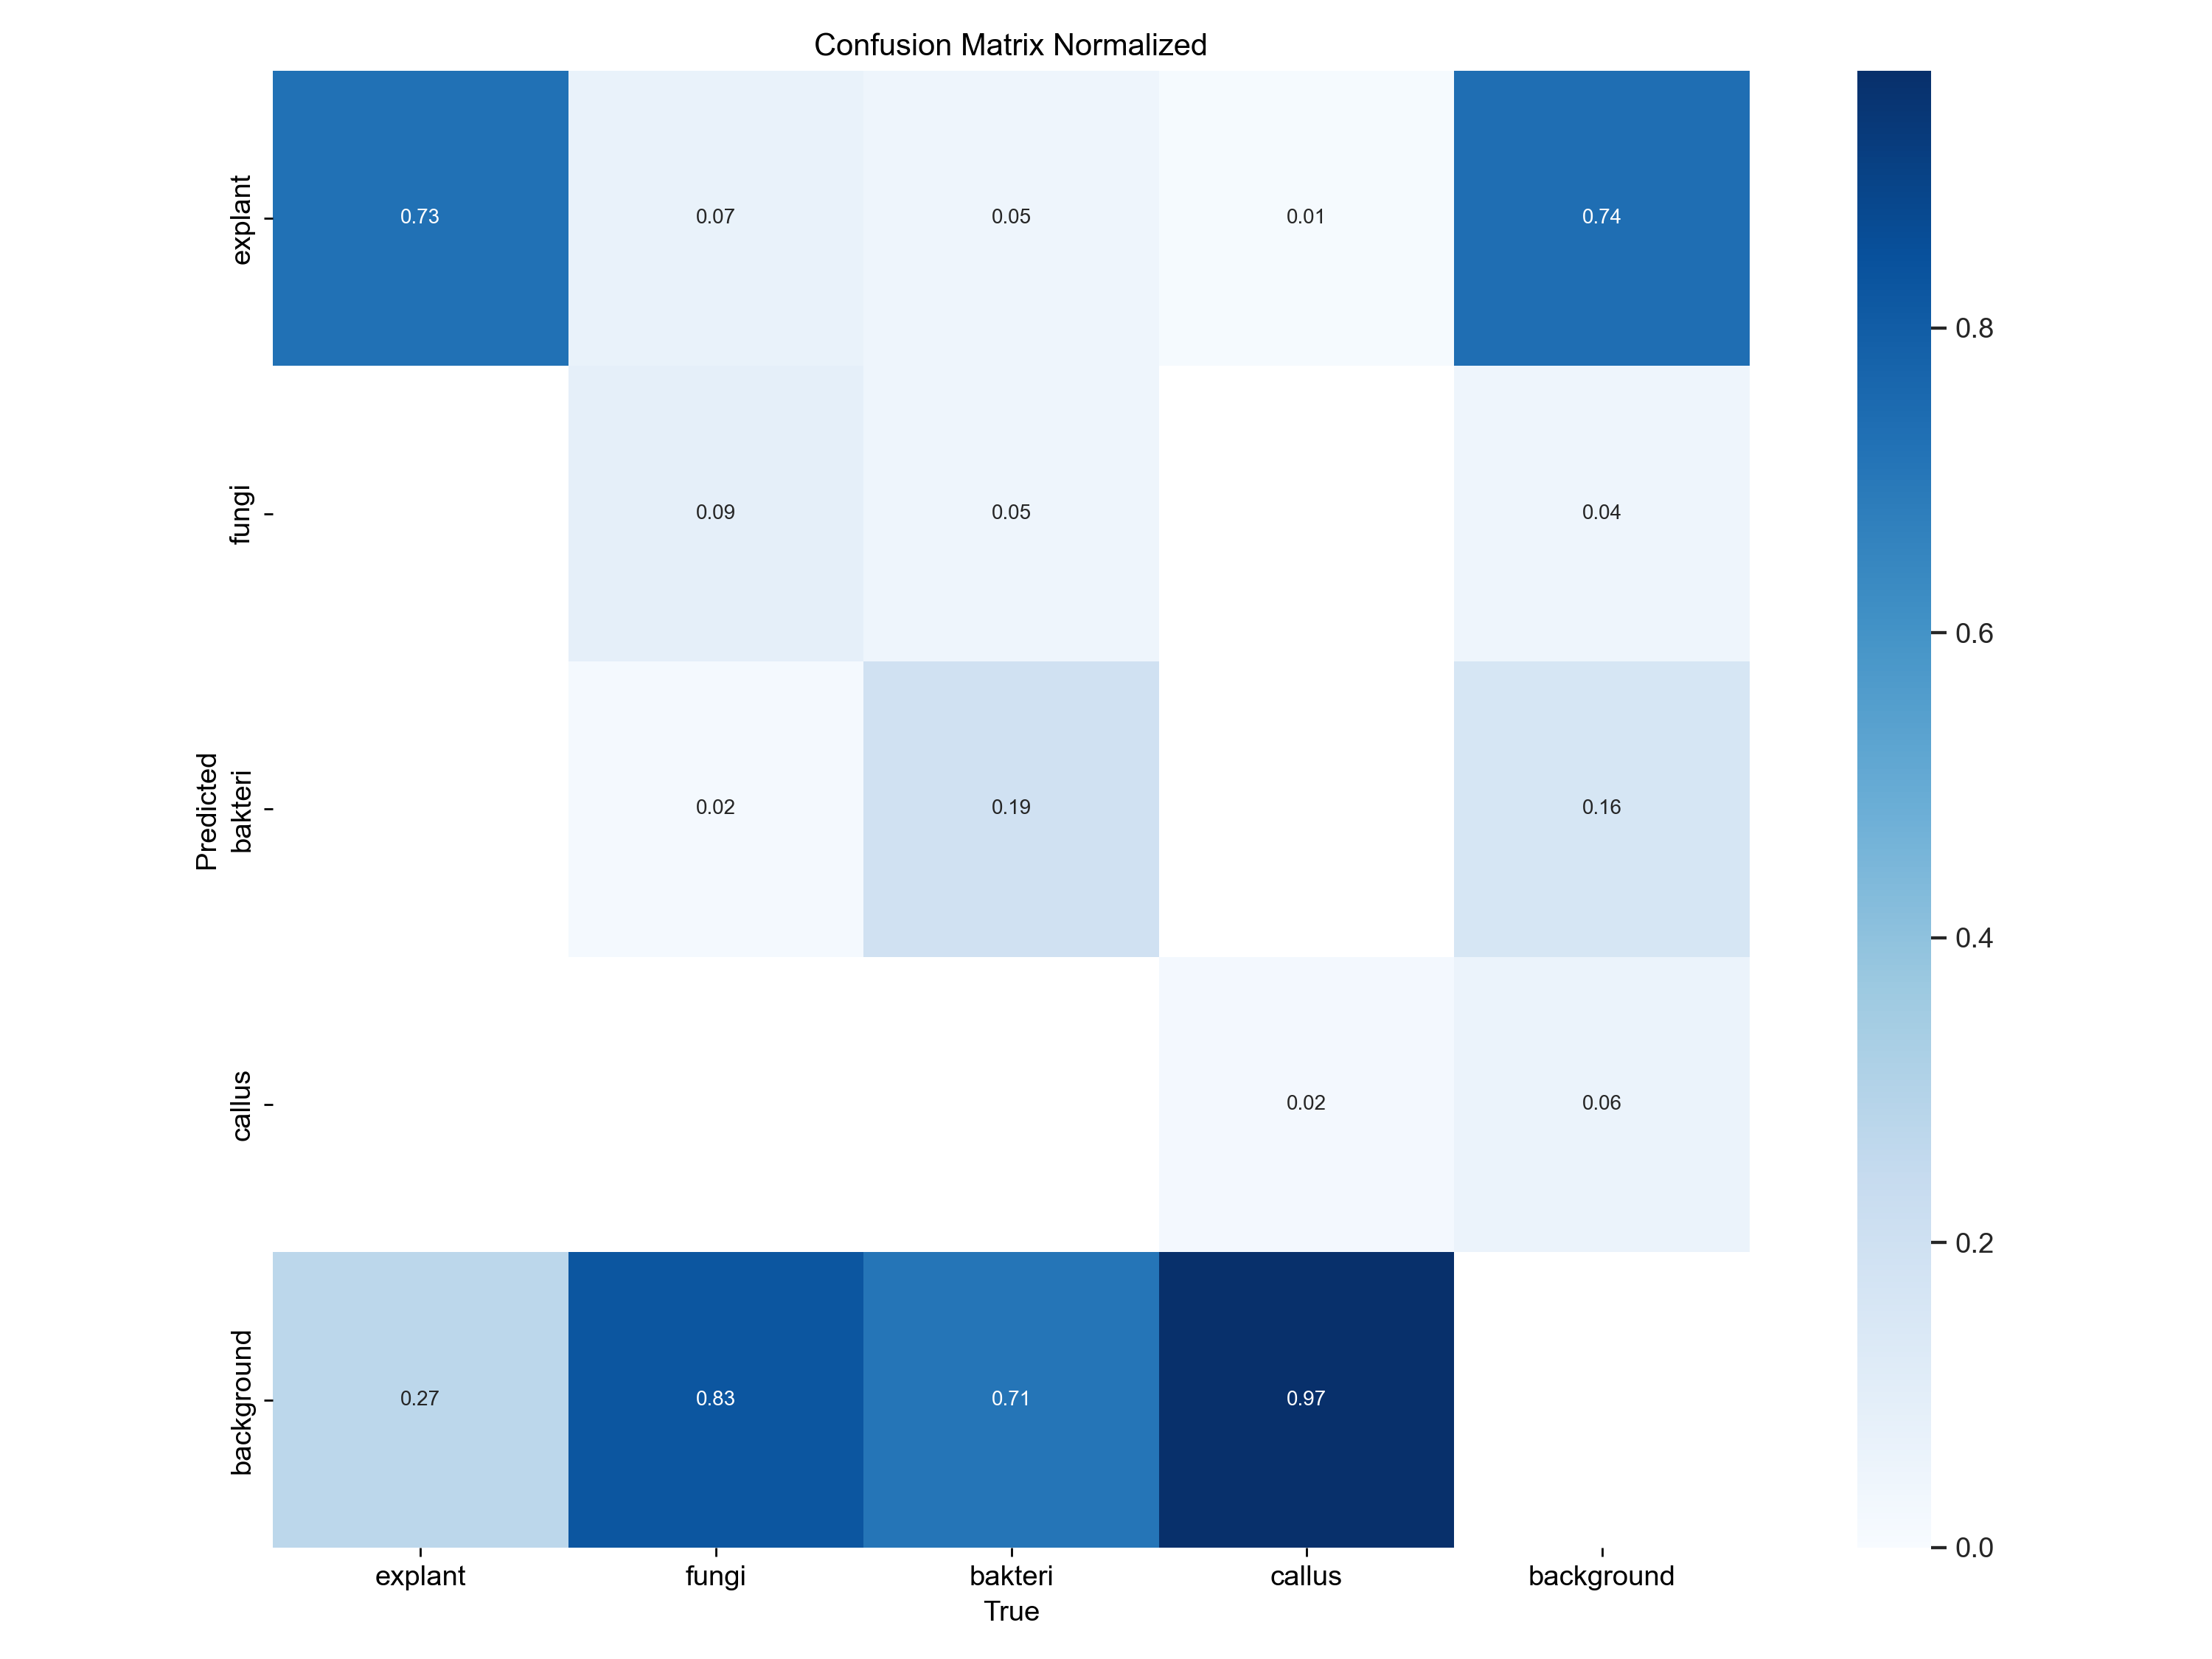 Confusion Matrix Normalized
explant
0.73
0.07
0.05
0.01
0.74
fungi
0.09
0.05
0.04
Predicted
bakteri
0.02
0.19
0.16
callus
0.02
0.06
background
0.27
0.83
0.71
0.97
explant
fungi
bakteri
callus
background
True
0.8
0.6
0.4
0.2
0.0